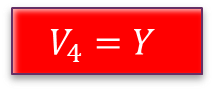 V₄ = Y